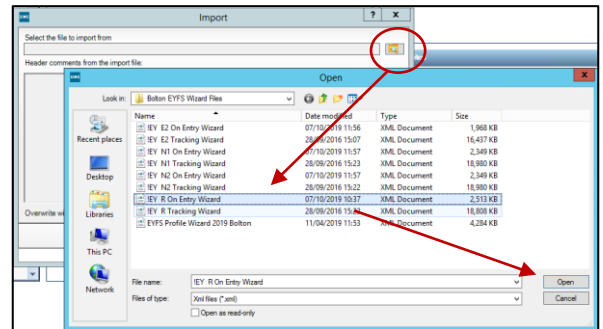 SIMS
Import
? X
Select the file to import from
Header comments from the import file:
Overwrite wi
SIMS
Open
x
Look in: Bolton EYFS Wizard Files
Name Date modified Type Size
!EY E2 On Entry Wizard 07/10/2019 11:56 XML Document 1,968 KB
!EY E2 Tracking Wizard 28/09/2016 15:07 XML Document 16,437 KB
!EY N1 On Entry Wizard 07/10/2019 11:57 XML Document 2,349 KB
!EY N1 Tracking Wizard 28/09/2016 15:23 XML Document 18,980 KB
!EY N2 On Entry Wizard 07/10/2019 11:57 XML Document 2,349 KB
!EY N2 Tracking Wizard 28/09/2016 15:22 XML Document 18,980 KB
!EY R On Entry Wizard 07/10/2019 10:37 XML Document 2,513 KB
!EY R Tracking Wizard 28/09/2016 XML Document 18,808 KB
EYFS Profile Wizard 2019 Bolton 11/04/2019 11:53 XML Document 4,284 KB
Recent places
Desktop
Libraries
This PC
Network
File name: !EY R On Entry Wizard Open
Files of type: Xml files (*.xml) Cancel
Open as read-only